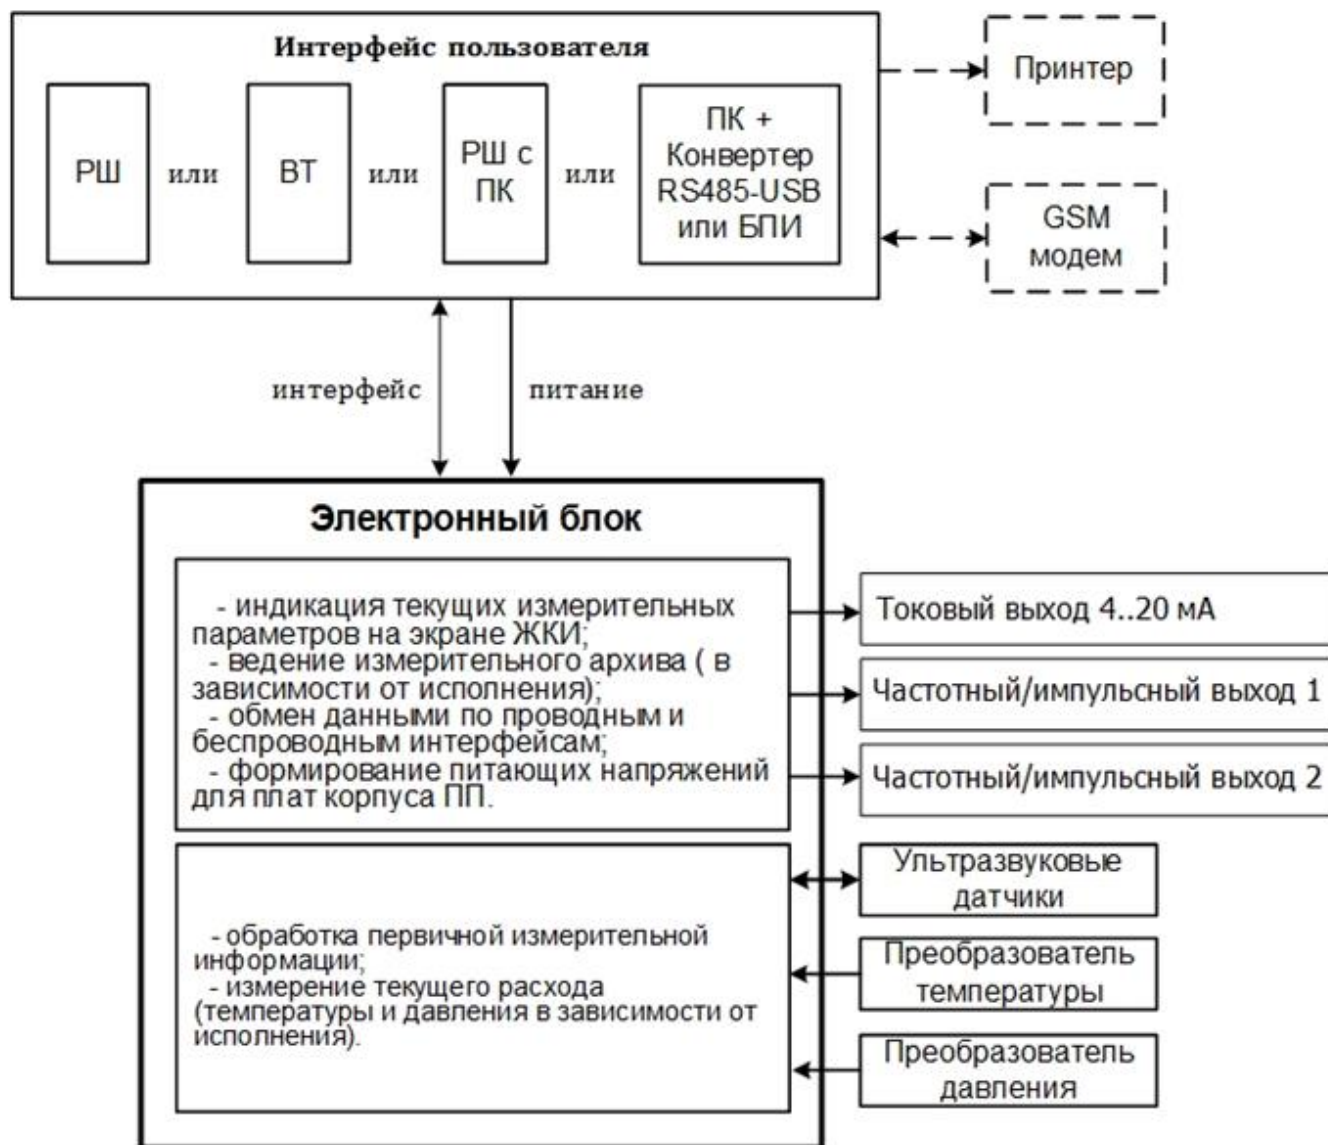 Интерфейс пользователя
РШ
или
ВТ
или
РШ с
ПК
или
ПК +
Конвертер
RS485-USB
или БПИ
Принтер
GSM
модем
интерфейс
питание
Электронный блок
- индикация текущих измерительных
параметров на экране ЖКИ;
- ведение измерительного архива ( в
зависимости от исполнения);
- обмен данными по проводным и
беспроводным интерфейсам;
- формирование питающих напряжений
для плат корпуса ПП.
Токовый выход 4..20 мА
Частотный/импульсный выход 1
Частотный/импульсный выход 2
- обработка первичной измерительной
информации;
- измерение текущего расхода
(температуры и давления в зависимости от
исполнения).
Ультразвуковые
датчики
Преобразователь
температуры
Преобразователь
давления